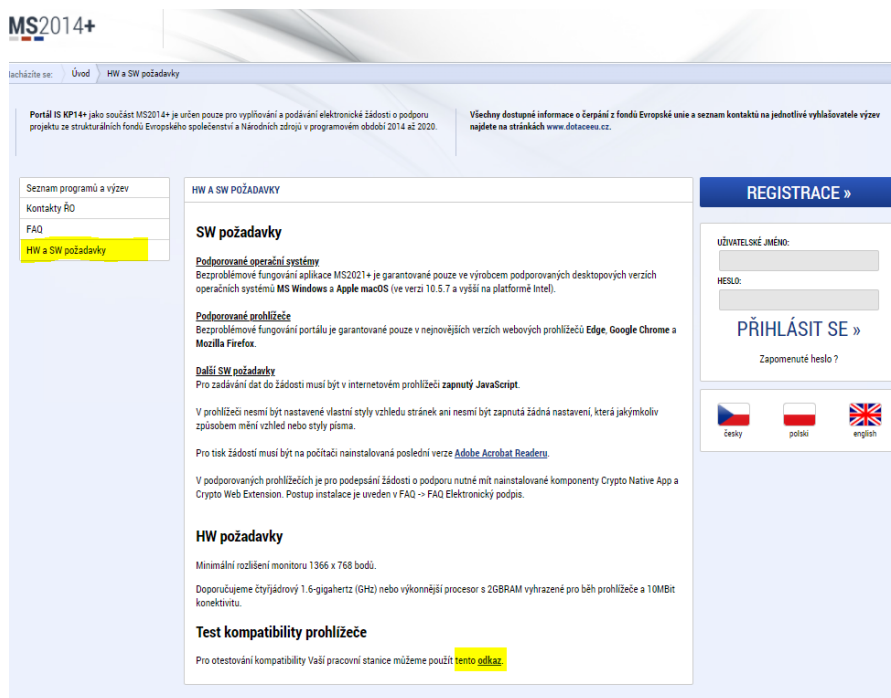 MS2014+
Nacházíte se: Úvod HW a SW požadavky
Portál IS KP14+ jako součást MS2014+ je určen pouze pro vyplňování a podávání elektronické žádosti o podporu
projektu ze strukturálních fondů Evropského společenství a Národních zdrojů v programovém období 2014 až 2020.
Všechny dostupné informace o čerpání z fondů Evropské unie a seznam kontaktů na jednotlivé vyhlašovatele výzev
najdete na stránkách www.dotaceeu.cz.
Seznam programů a výzev
Kontakty ŘO
FAQ
HW a SW požadavky
HW A SW POŽADAVKY
SW požadavky
Podporované operační systémy
Bezproblémové fungování aplikace MS2021+ je garantované pouze ve výrobcem podporovaných desktopových verzích
operačních systémů MS Windows a Apple macOS (ve verzi 10.5.7 a vyšší na platformě Intel).
Podporované prohlížeče
Bezproblémové fungování portálu je garantované pouze v nejnovějších verzích webových prohlížečů Edge, Google Chrome a
Mozilla Firefox.
Další SW požadavky
Pro zadávání dat do žádosti musí být v internetovém prohlížeči zapnutý JavaScript.
V prohlížeči nesmí být nastavené vlastní styly vzhledu stránek ani nesmí být zapnutá žádná nastavení, která jakýmkoliv
způsobem mění vzhled nebo styly písma.
Pro tisk žádostí musí být na počítači nainstalovaná poslední verze Adobe Acrobat Readeru.
V podporovaných prohlížečích je pro podepsání žádosti o podporu nutné mít nainstalované komponenty Crypto Native App a
Crypto Web Extension. Postup instalace je uveden v FAQ -> FAQ Elektronický podpis.
HW požadavky
Minimální rozlišení monitoru 1366 x 768 bodů.
Doporučujeme čtyřjádrový 1.6-gigahertz (GHz) nebo výkonnější procesor s 2GBRAM vyhrazené pro běh prohlížeče a 10MBit
konektivitu.
Test kompatibility prohlížeče
Pro otestování kompatibility Vaší pracovní stanice můžeme použít tento odkaz.
REGISTRACE »
UŽIVATELSKÉ JMÉNO:
HESLO:
PŘIHLÁSIT SE »
Zapomenuté heslo ?
česky polski english